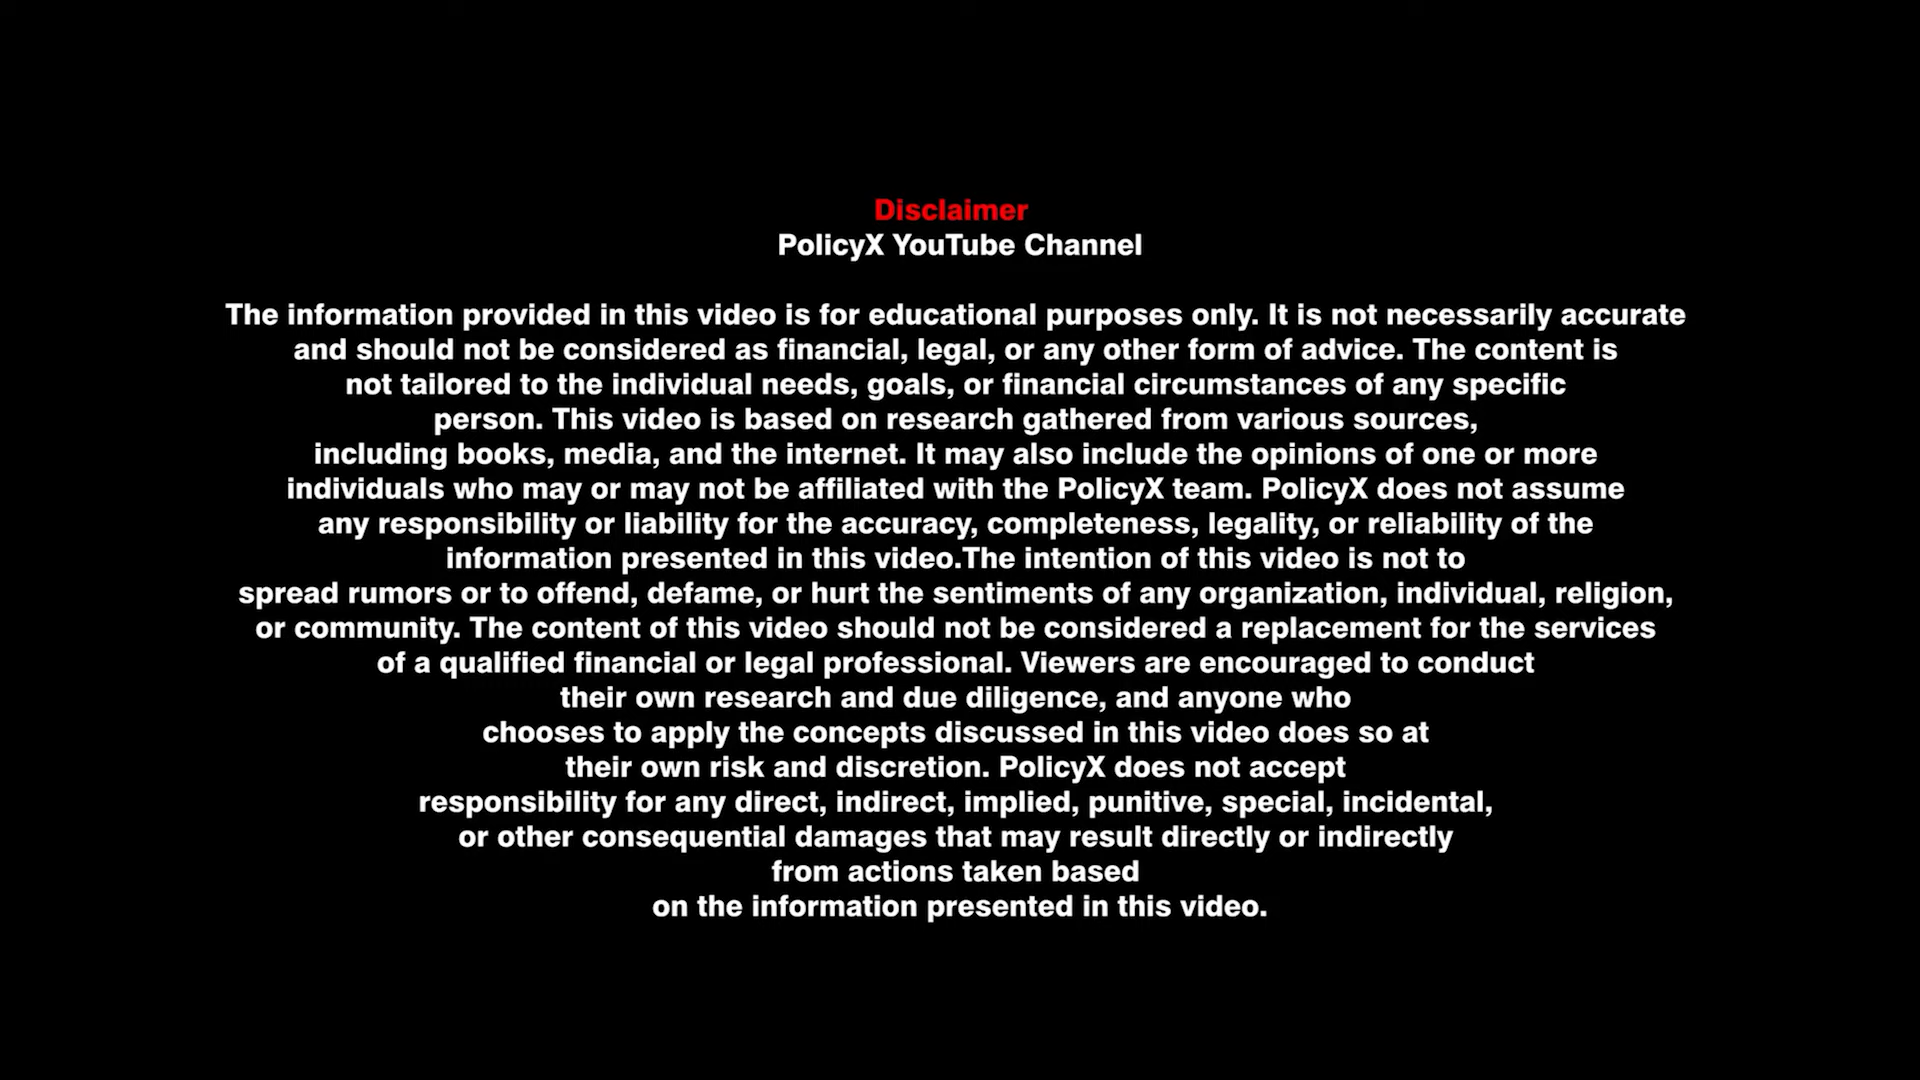 Disclaimer
PolicyX YouTube Channel
The information provided in this video is for educational purposes only. It is not necessarily accurate
and should not be considered as financial, legal, or any other form of advice. The content is
not tailored to the individual needs, goals, or financial circumstances of any specific
person. This video is based on research gathered from various sources,
including books, media, and the internet. It may also include the opinions of one or more
individuals who may or may not be affiliated with the PolicyX team. PolicyX does not assume
any responsibility or liability for the accuracy, completeness, legality, or reliability of the
information presented in this video.The intention of this video is not to
spread rumors or to offend, defame, or hurt the sentiments of any organization, individual, religion,
or community. The content of this video should not be considered a replacement for the services
of a qualified financial or legal professional. Viewers are encouraged to conduct
their own research and due diligence, and anyone who
chooses to apply the concepts discussed in this video does so at
their own risk and discretion. PolicyX does not accept
responsibility for any direct, indirect, implied, punitive, special, incidental,
or other consequential damages that may result directly or indirectly
from actions taken based
on the information presented in this video.